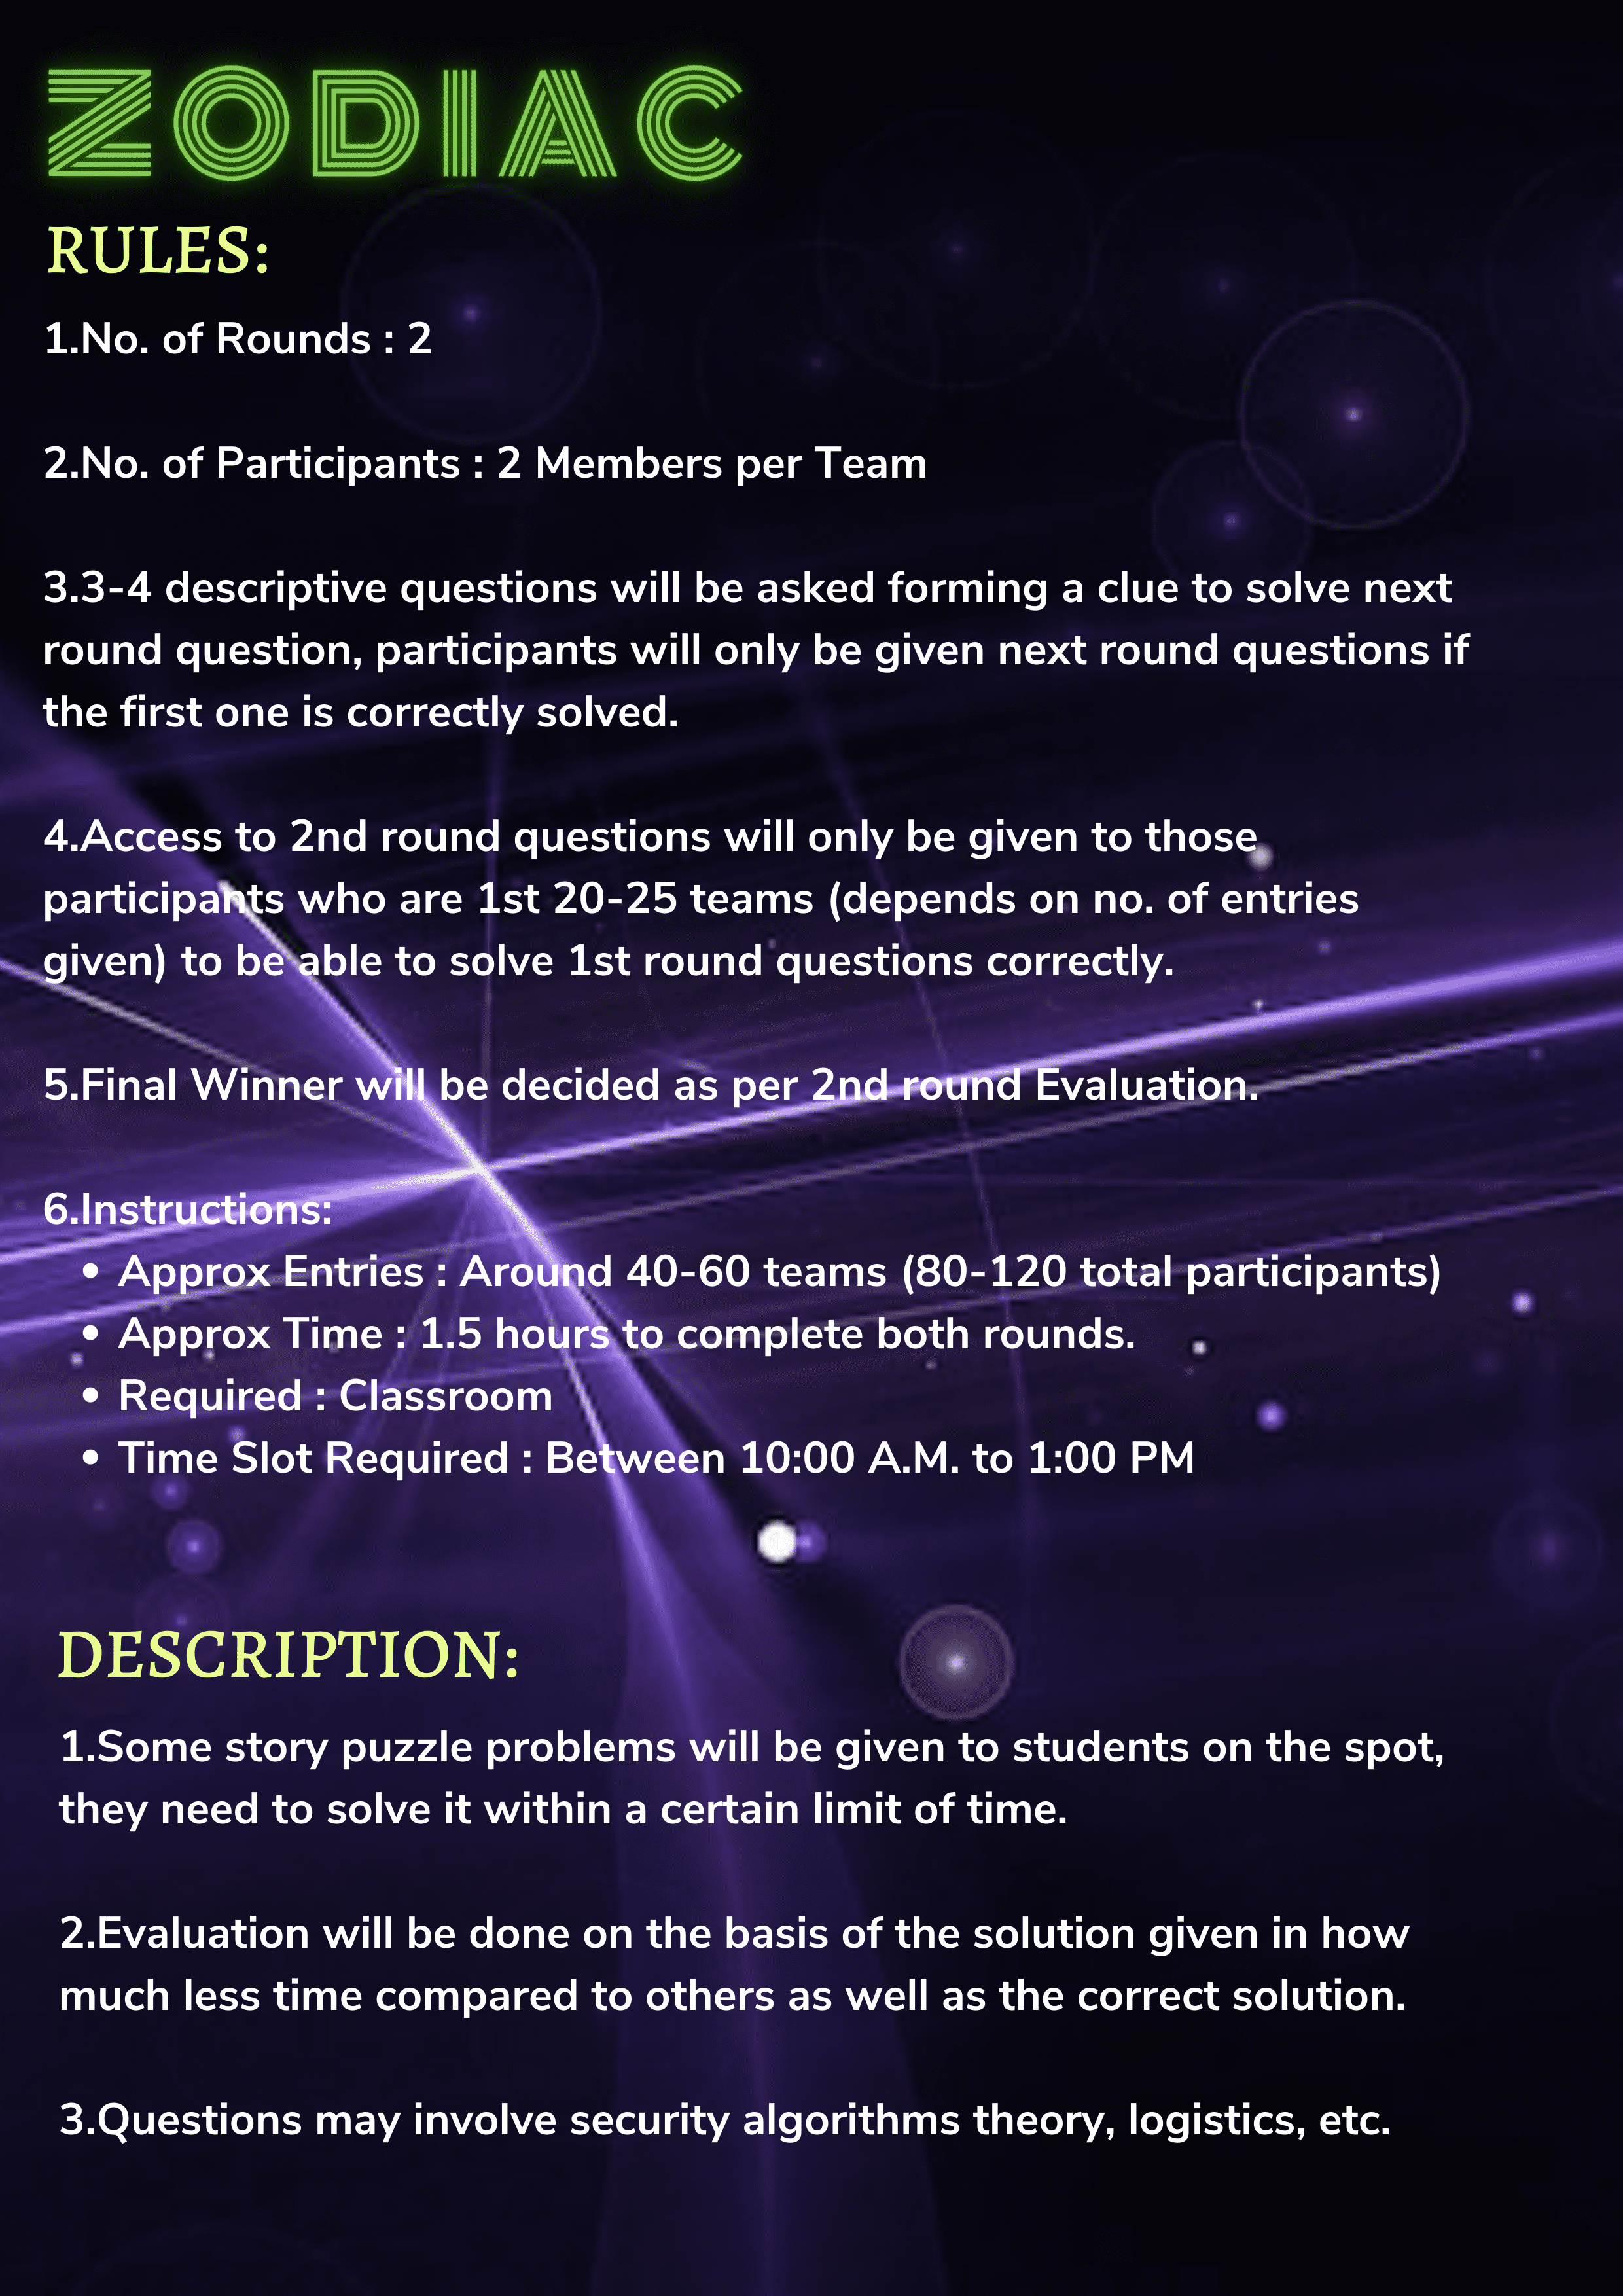 ZODIAC
RULES:
1.No. of Rounds : 2
2.No. of Participants : 2 Members per Team
3.3-4 descriptive questions will be asked forming a clue to solve next
round question, participants will only be given next round questions if
the first one is correctly solved.
4.Access to 2nd round questions will only be given to those
participants who are 1st 20-25 teams (depends on no. of entries
given) to be able to solve 1st round questions correctly.
5.Final Winner will be decided as per 2nd round Evaluation.
6.Instructions:
• Approx Entries : Around 40-60 teams (80-120 total participants)
• Approx Time : 1.5 hours to complete both rounds.
• Required : Classroom
• Time Slot Required : Between 10:00 A.M. to 1:00 PM
DESCRIPTION:
1.Some story puzzle problems will be given to students on the spot,
they need to solve it within a certain limit of time.
2.Evaluation will be done on the basis of the solution given in how
much less time compared to others as well as the correct solution.
3.Questions may involve security algorithms theory, logistics, etc.